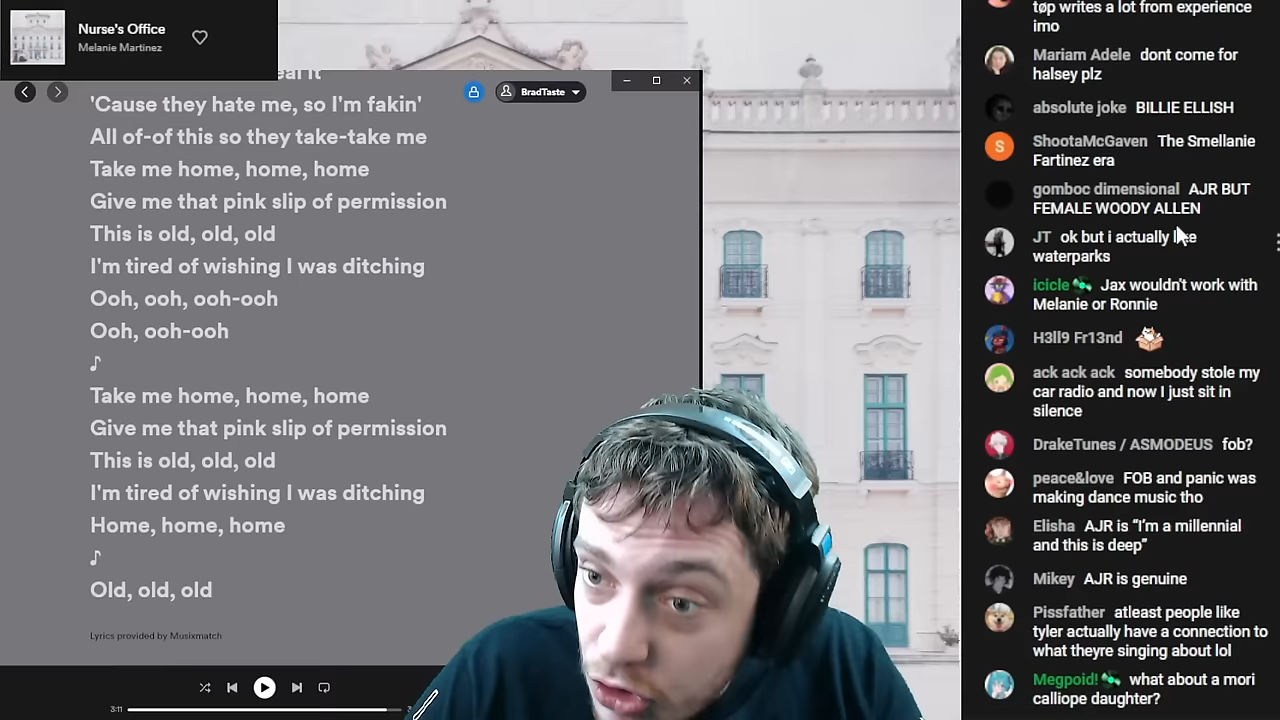 Nurse's Office
Melanie Martinez
BradTaste
'Cause they hate me, so I'm fakin'
All of-of this so they take-take me
Take me home, home, home
Give me that pink slip of permission
This is old, old, old
I'm tired of wishing I was ditching
Ooh, ooh, ooh-ooh
Ooh, ooh-ooh
♪
Take me home, home, home
Give me that pink slip of permission
This is old, old, old
I'm tired of wishing I was ditching
Home, home, home
♪
Old, old, old
Lyrics provided by Musixmatch
3:11
tøp writes a lot from experience
imo
Mariam Adele dont come for
halsey plz
absolute joke BILLIE ELLISH
S
ShootaMcGaven The Smellanie
Fartinez era
gomboc dimensional AJR BUT
FEMALE WOODY ALLEN
JT ok but i actually like
waterparks
icicle Jax wouldn't work with
Melanie or Ronnie
H3ll9 Fr13nd
ack ack ack somebody stole my
car radio and now I just sit in
silence
DrakeTunes / ASMODEUS fob?
peace&love FOB and panic was
making dance music tho
Elisha AJR is “I'm a millennial
and this is deep”
Mikey AJR is genuine
Pissfather atleast people like
tyler actually have a connection to
what theyre singing about lol
Megpoid! what about a mori
calliope daughter?